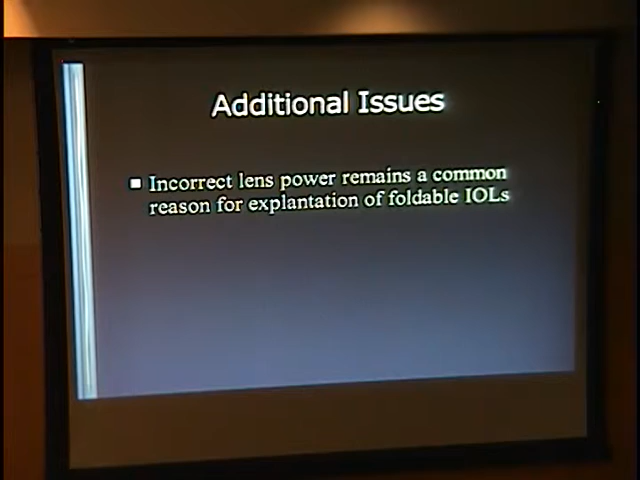 Additional Issues
Incorrect lens power remains a common
reason for explantation of foldable IOLs